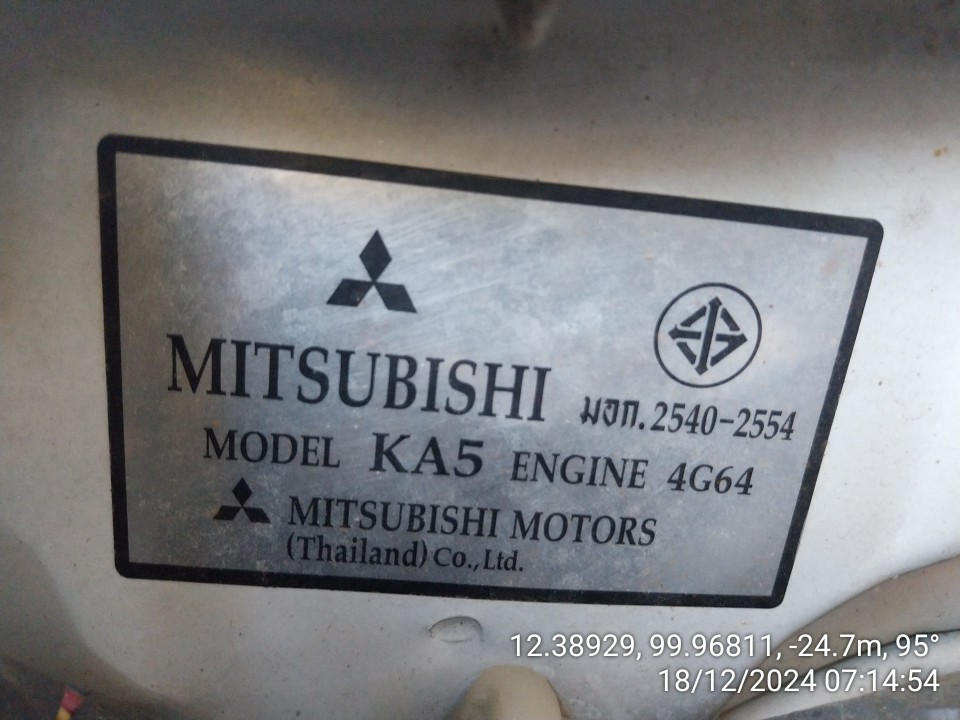 MITSUBISHI
มอก.2540-2554
MODEL KA5 ENGINE 4G64
MITSUBISHI MOTORS
(Thailand) Co., Ltd.
12.38929, 99.96811, -24.7m, 95°
18/12/2024 07:14:54